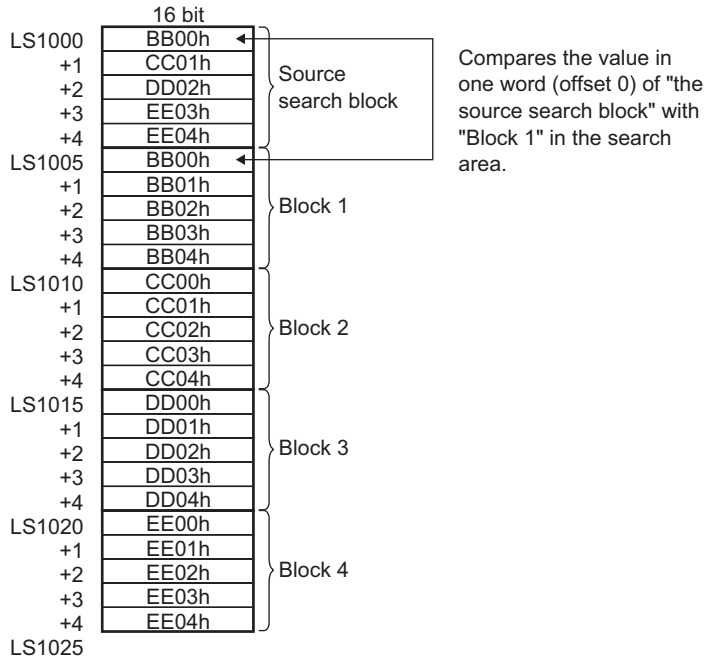 16 bit
LS1000 BB00h
+1 CC01h
+2 DD02h
+3 EE03h
+4 EE04h
Source
search block
LS1005 BB00h
+1 BB01h
+2 BB02h
+3 BB03h
+4 BB04h
Block 1
LS1010 CC00h
+1 CC01h
+2 CC02h
+3 CC03h
+4 CC04h
Block 2
LS1015 DD00h
+1 DD01h
+2 DD02h
+3 DD03h
+4 DD04h
Block 3
LS1020 EE00h
+1 EE01h
+2 EE02h
+3 EE03h
+4 EE04h
Block 4
LS1025
Compares the value in
one word (offset 0) of "the
source search block" with
"Block 1" in the search
area.